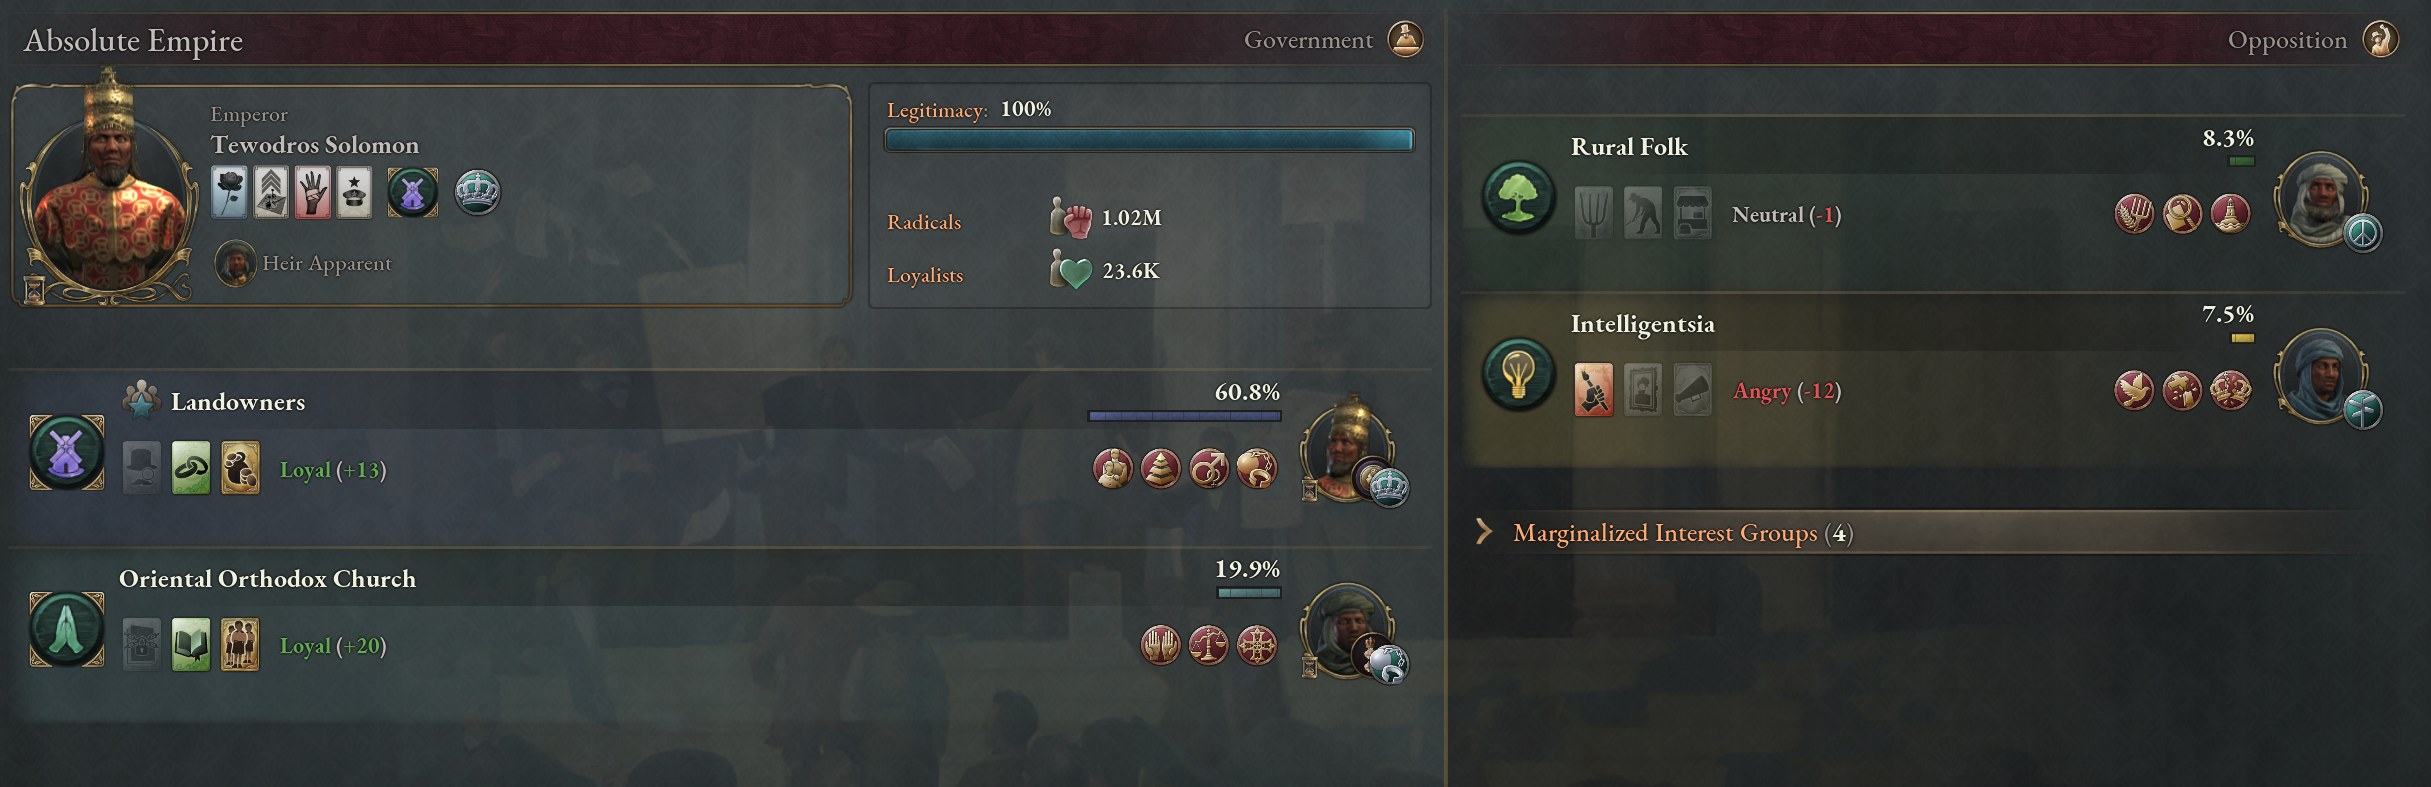 Absolute Empire
Government
Emperor
Tewodros Solomon
Heir Apparent
Legitimacy: 100%
Radicals 1.02M
Loyalists 23.6K
Landowners 60.8%
Loyal (+13)
Oriental Orthodox Church 19.9%
Loyal (+20)
Opposition
Rural Folk 8.3%
Neutral (-1)
Intelligentsia 7.5%
Angry (-12)
Marginalized Interest Groups (4)